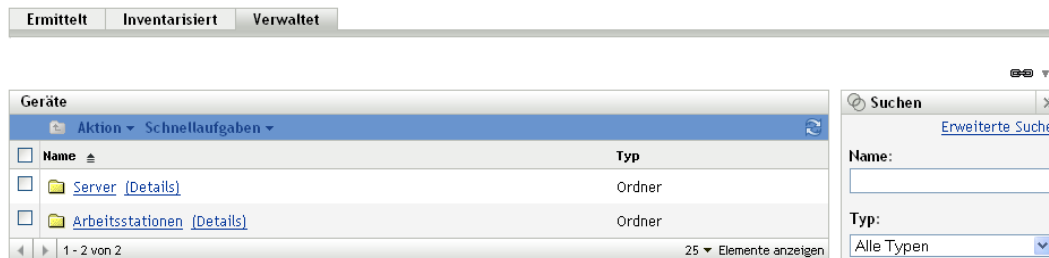 Ermittelt Inventarisiert Verwaltet
Geräte
Aktion Schnellaufgaben
Name Typ
Server (Details) Ordner
Arbeitsstationen (Details) Ordner
1 - 2 von 2 25 Elemente anzeigen
Suchen
Erweiterte Suche
Name:
Typ:
Alle Typen